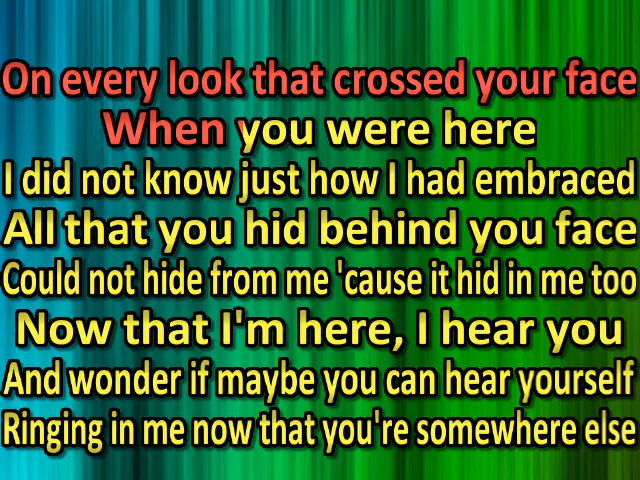 On every look that crossed your face
When you were here
I did not know just how I had embraced
All that you hid behind you face
Could not hide from me 'cause it hid in me too
Now that I'm here, I hear you
And wonder if maybe you can hear yourself
Ringing in me now that you're somewhere else